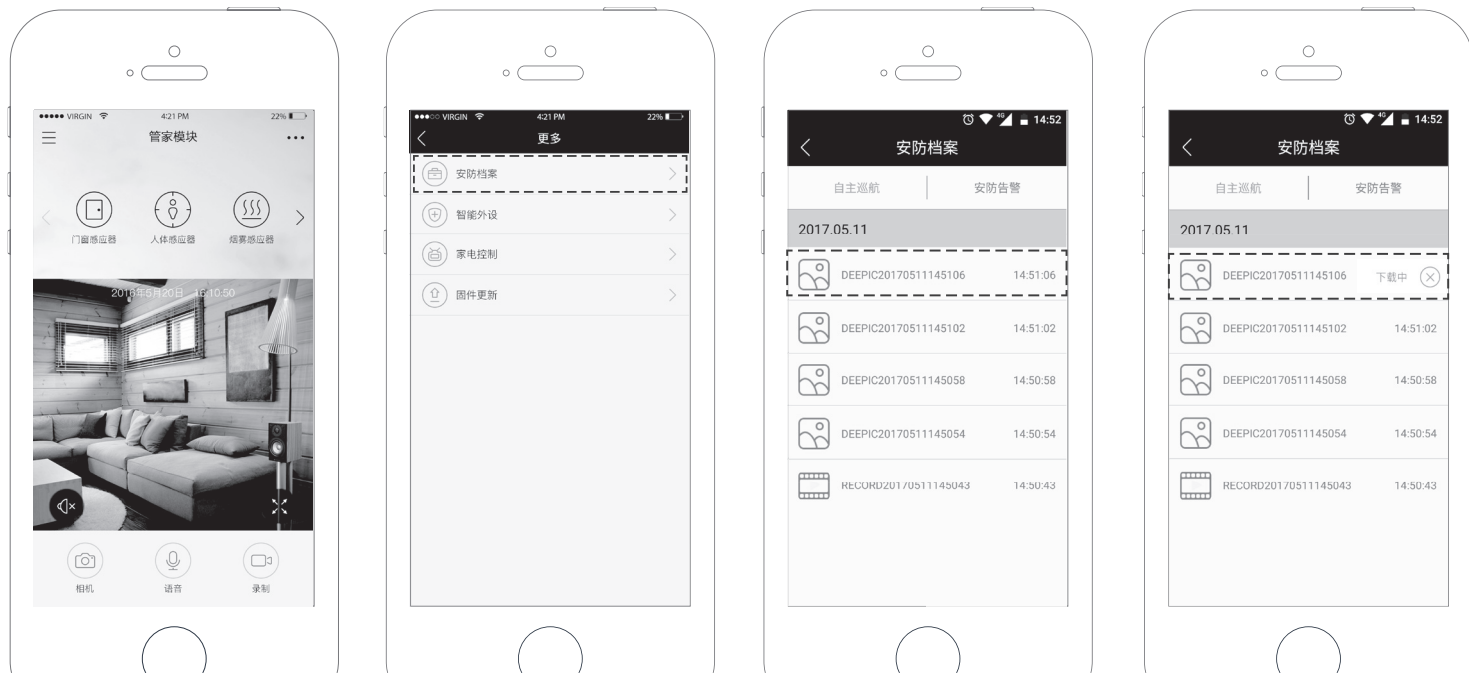 VIRGIN 4:21 PM 22%
管家模块
门窗感应器 人体感应器 烟雾感应器
2016年5月20日 16:10:50
相机 语音 录制
VIRGIN 4:21 PM 22%
更多
安防档案
智能外设
家电控制
固件更新
4G 14:52
安防档案
自主巡航 安防告警
2017.05.11
DEEPIC20170511145106 14:51:06
DEEPIC20170511145102 14:51:02
DEEPIC20170511145058 14:50:58
DEEPIC20170511145054 14:50:54
RECORD20170511145043 14:50:43
4G 14:52
安防档案
自主巡航 安防告警
2017.05.11
DEEPIC20170511145106 下载中
DEEPIC20170511145102 14:51:02
DEEPIC20170511145058 14:50:58
DEEPIC20170511145054 14:50:54
RECORD20170511145043 14:50:43